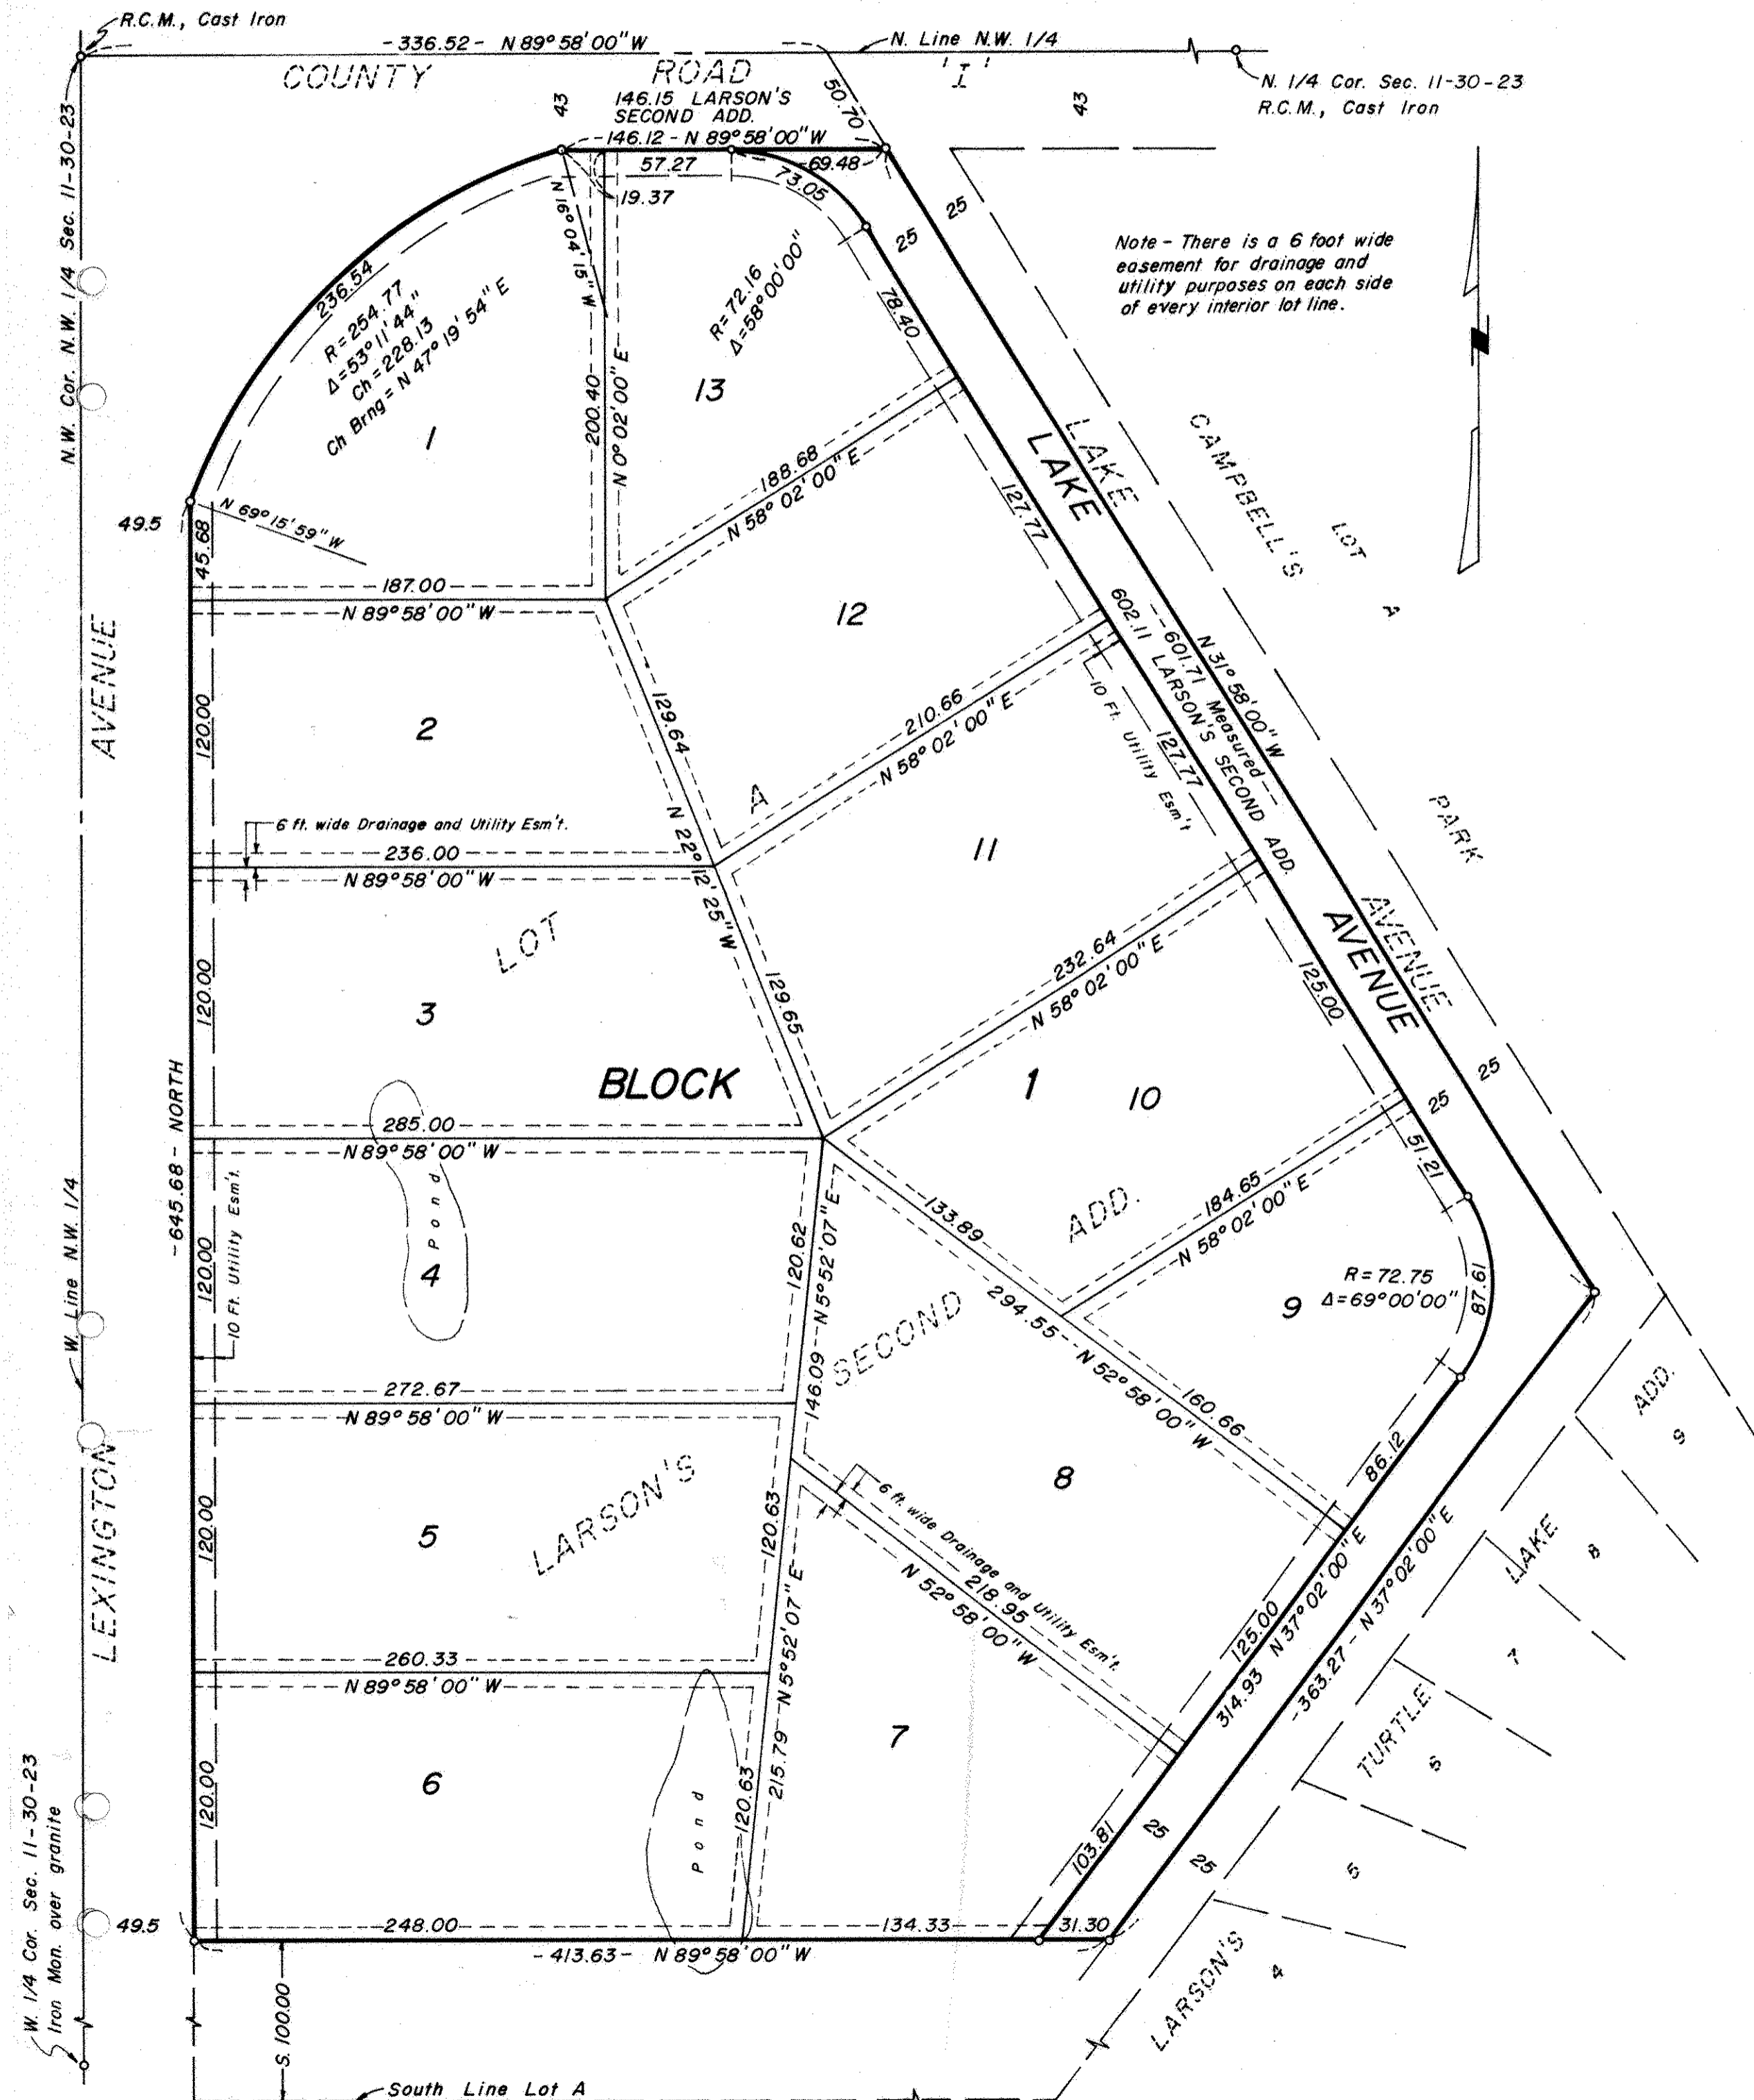 R.C.M., Cast Iron
-336.52- N 89°58'00"W
N. Line N.W. 1/4
COUNTY ROAD 'I'
N. 1/4 Cor. Sec. 11-30-23
R.C.M., Cast Iron
43
146.15 LARSON'S
SECOND ADD.
50.70
43
146.12 - N 89°58'00"W
57.27
69.48
73.05
19.37
N 16°04'15"W
25
25
Note - There is a 6 foot wide
easement for drainage and
utility purposes on each side
of every interior lot line.
N.W. Cor. N.W. 1/4 Sec. 11-30-23
236.54
R=254.77
Δ=53°11'44"
Ch=228.13
Ch Brng = N 47°19'54" E
1
R=72.16
Δ=58°00'00"
78.40
13
200.40
N 0°02'00"E
188.68
N 58°02'00"E
LAKE
LAKE
CAMPBELL'S
LOT
A
PARK
127.77
N 69°15'59"W
49.5
45.68
187.00
N 89°58'00"W
12
AVENUE
120.00
2
129.64
N 22°12'25"W
210.66
N 58°02'00"E
10 Ft. Utility Esm't
127.77
602.11 LARSON'S SECOND ADD.
601.71 Measured
N 31°58'00"W
A
6 ft. wide Drainage and Utility Esm't.
236.00
N 89°58'00"W
11
LOT
120.00
3
129.65
232.64
N 58°02'00"E
125.00
AVENUE
AVENUE
BLOCK 1
10
25
25
-645.68- NORTH
285.00
N 89°58'00"W
Pond
4
120.00
10 Ft. Utility Esm't.
W. Line N.W. 1/4
133.89
ADD.
184.65
N 58°02'00"E
51.21
120.62
146.09
N 5°52'07"E
SECOND
294.55
N 52°58'00"W
9
R=72.75
Δ=69°00'00"
87.61
272.67
N 89°58'00"W
160.66
86.12
ADD.
9
LEXINGTON
120.00
5
LARSON'S
120.63
8
6 ft. wide Drainage and Utility Esm't.
218.95
N 52°58'00"W
LAKE
8
260.33
N 89°58'00"W
215.79
N 5°52'07"E
125.00
314.93
N 37°02'00"E
-363.27- N 37°02'00"E
7
TURTLE
120.00
6
Pond
120.63
7
103.81
25
25
5
49.5
248.00
134.33
31.30
-413.63- N 89°58'00"W
LARSON'S
4
W. 1/4 Cor. Sec. 11-30-23
Iron Mon. over granite
S. 100.00
South Line Lot A